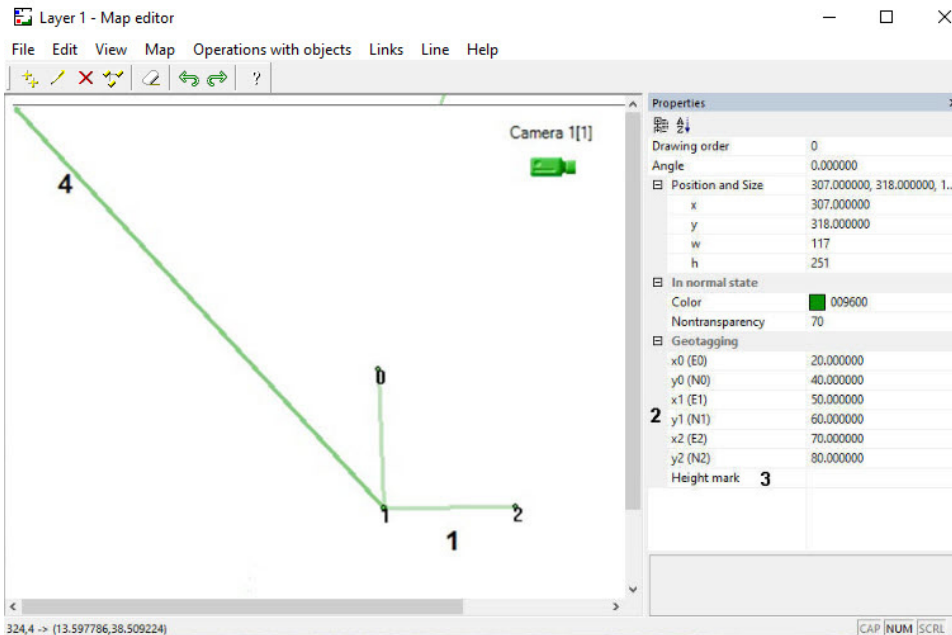 Layer 1 - Map editor
File Edit View Map Operations with objects Links Line Help
?
Camera 1[1]
4
0
1
2
1
Properties
Drawing order 0
Angle 0.000000
Position and Size 307.000000, 318.000000, 1...
x 307.000000
y 318.000000
w 117
h 251
In normal state
Color 009600
Nontransparency 70
Geotagging
x0 (E0) 20.000000
y0 (N0) 40.000000
x1 (E1) 50.000000
2 y1 (N1) 60.000000
x2 (E2) 70.000000
y2 (N2) 80.000000
Height mark 3
324,4 -> (13.597786,38.509224)
CAP NUM SCRL